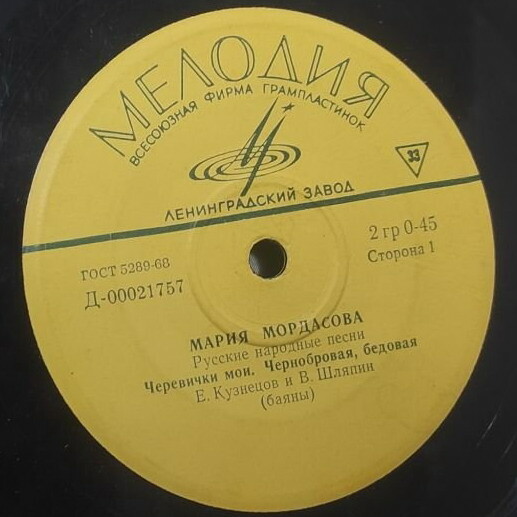 МЕЛОДИЯ
ВСЕСОЮЗНАЯ ФИРМА ГРАМПЛАСТИНОК
33
ЛЕНИНГРАДСКИЙ ЗАВОД
ГОСТ 5289-68
Д-00021757
2 гр 0-45
Сторона 1
МАРИЯ МОРДАСОВА
Русские народные песни
Черевички мои. Чернобровая, бедовая
Е. Кузнецов и В. Шляпин
(баяны)